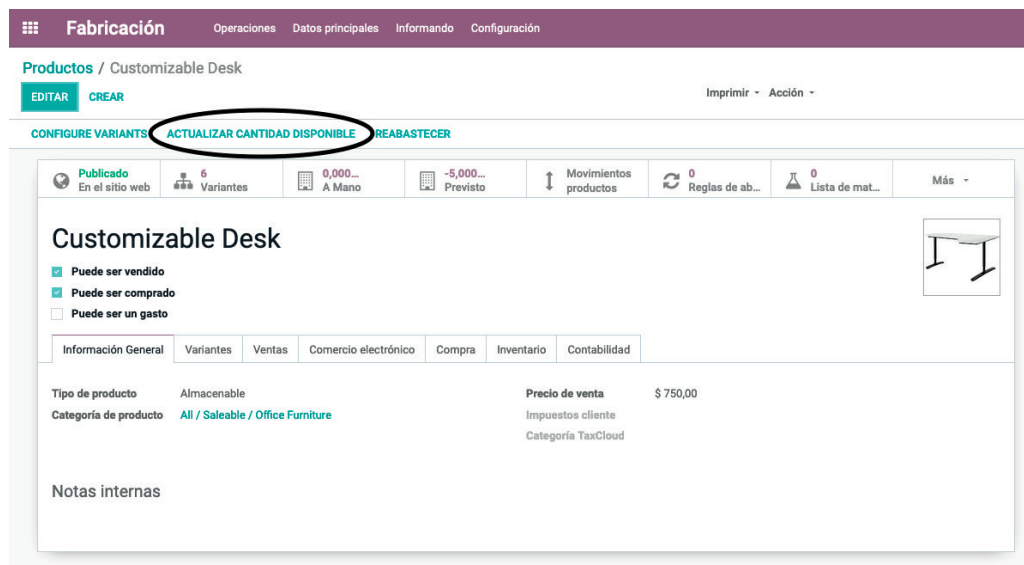 Fabricación Operaciones Datos principales Informando Configuración
Productos / Customizable Desk
EDITAR CREAR Imprimir Acción
CONFIGURE VARIANTS ACTUALIZAR CANTIDAD DISPONIBLE REABASTECER
Publicado 6 0,000... -5,000... Movimientos 0 0 Más
En el sitio web Variantes A Mano Previsto productos Reglas de ab... Lista de mat...
Customizable Desk
Puede ser vendido
Puede ser comprado
Puede ser un gasto
Información General Variantes Ventas Comercio electrónico Compra Inventario Contabilidad
Tipo de producto Almacenable Precio de venta $ 750,00
Categoría de producto All / Saleable / Office Furniture Impuestos cliente
Categoría TaxCloud
Notas internas